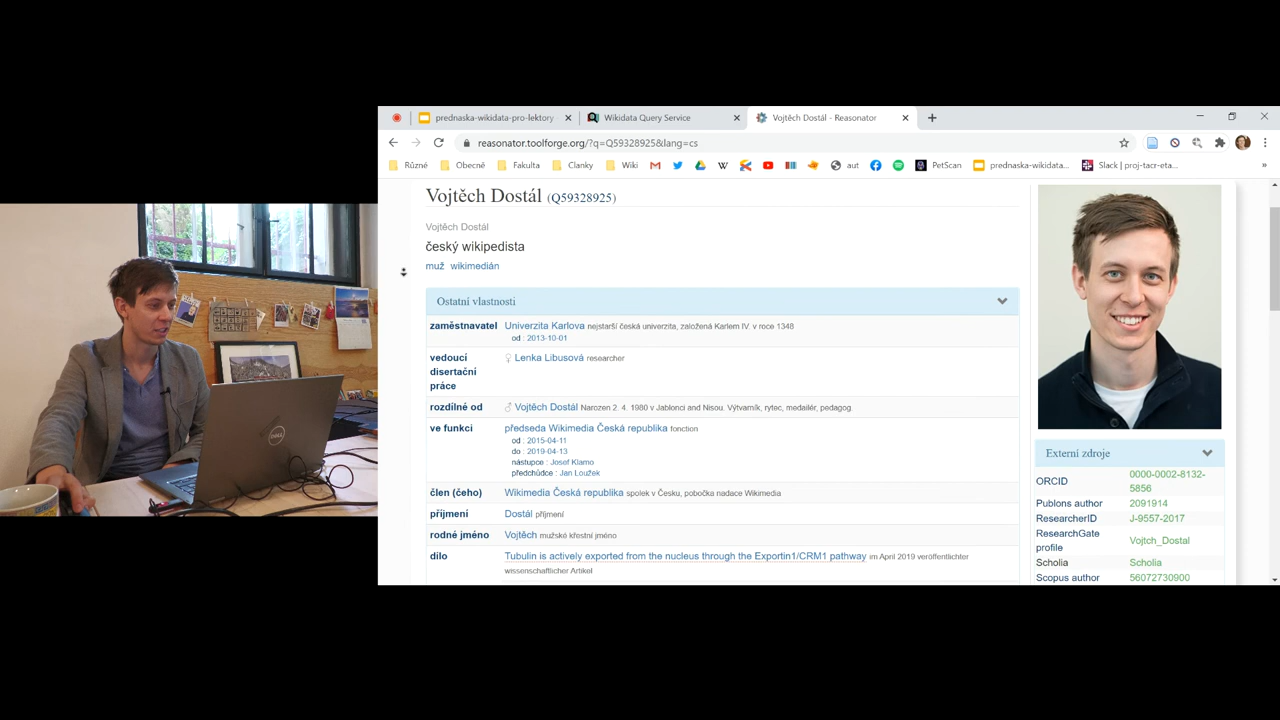 prednaska-wikidata-pro-lektory
Wikidata Query Service
Vojtěch Dostál - Reasonator
reasonator.toolforge.org/?q=Q59328925&lang=cs
Různé
Obecné
Fakulta
Clanky
Wiki
aut
PetScan
prednaska-wikidata...
Slack | proj-tacr-eta...
Vojtěch Dostál (Q59328925)
Vojtěch Dostál
český wikipedista
muž wikimedián
Ostatní vlastnosti
zaměstnavatel Univerzita Karlova nejstarší česká univerzita, založená Karlem IV. v roce 1348
od : 2013-10-01
vedoucí disertační práce ♀ Lenka Libusová researcher
rozdílné od ♂ Vojtěch Dostál Narozen 2. 4. 1980 v Jablonci and Nisou. Výtvarník, rytec, medailér, pedagog
ve funkci předseda Wikimedia Česká republika fonction
od : 2015-04-11
do : 2019-04-13
nástupce : Josef Klamo
předchůdce : Jan Loužek
člen (čeho) Wikimedia Česká republika spolek v Česku, pobočka nadace Wikimedia
příjmení Dostál příjmení
rodné jméno Vojtěch mužské křestní jméno
dílo Tubulin is actively exported from the nucleus through the Exportin1/CRM1 pathway im April 2019 veröffentlichter
wissenschaftlicher Artikel
Externí zdroje
ORCID 0000-0002-8132-
5856
Publons author 2091914
ResearcherID J-9557-2017
ResearchGate
profile Vojtch_Dostal
Scholia Scholia
Scopus author 56072730900
DELL